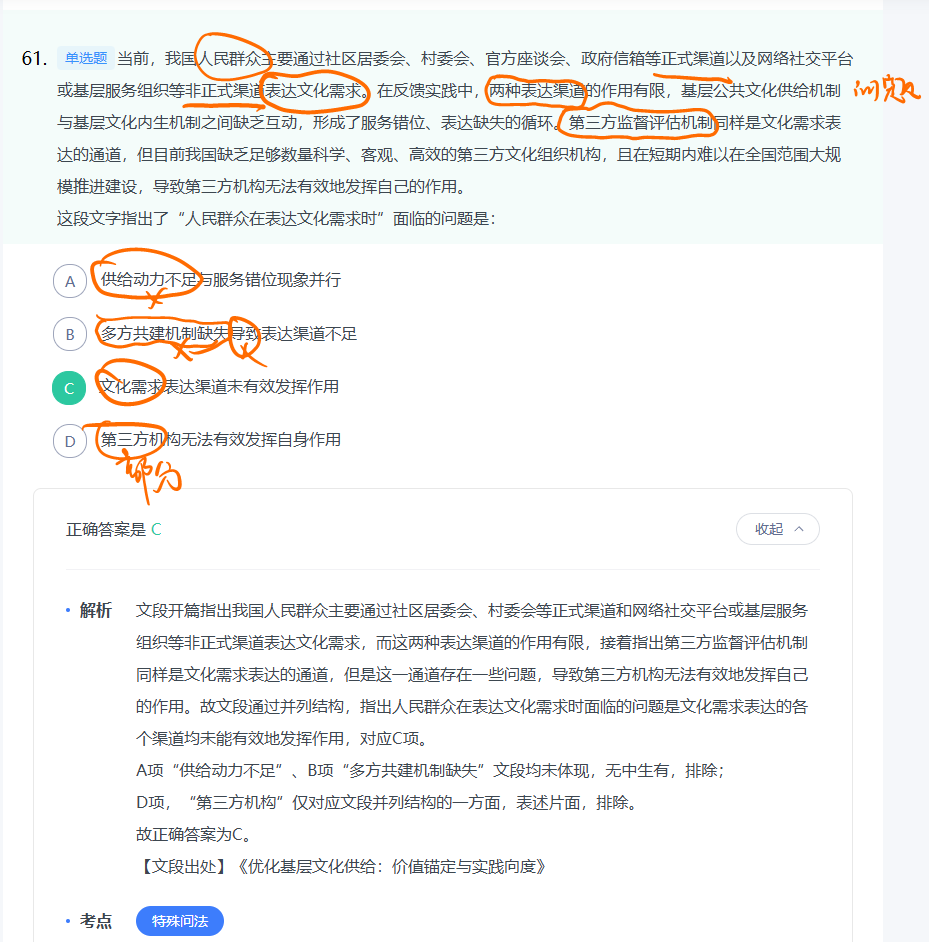 61. 单选题 当前，我国人民群众主要通过社区居委会、村委会、官方座谈会、政府信箱等正式渠道以及网络社交平台
或基层服务组织等非正式渠道表达文化需求。在反馈实践中，两种表达渠道的作用有限，基层公共文化供给机制 问题
与基层文化内生机制之间缺乏互动，形成了服务错位、表达缺失的循环。第三方监督评估机制同样是文化需求表
达的通道，但目前我国缺乏足够数量科学、客观、高效的第三方文化组织机构，且在短期内难以在全国范围大规
模推进建设，导致第三方机构无法有效地发挥自己的作用。
这段文字指出了“人民群众在表达文化需求时”面临的问题是：
A 供给动力不足与服务错位现象并行
B 多方共建机制缺失导致表达渠道不足
C 文化需求表达渠道未有效发挥作用
D 第三方机构无法有效发挥自身作用
部分
正确答案是 C 收起
解析 文段开篇指出我国人民群众主要通过社区居委会、村委会等正式渠道和网络社交平台或基层服务
组织等非正式渠道表达文化需求，而这两种表达渠道的作用有限，接着指出第三方监督评估机制
同样是文化需求表达的通道，但是这一通道存在一些问题，导致第三方机构无法有效地发挥自己
的作用。故文段通过并列结构，指出人民群众在表达文化需求时面临的问题是文化需求表达的各
个渠道均未能有效地发挥作用，对应C项。
A项“供给动力不足”、B项“多方共建机制缺失”文段均未体现，无中生有，排除；
D项，“第三方机构”仅对应文段并列结构的一方面，表述片面，排除。
故正确答案为C。
【文段出处】《优化基层文化供给：价值锚定与实践向度》
考点 特殊问法